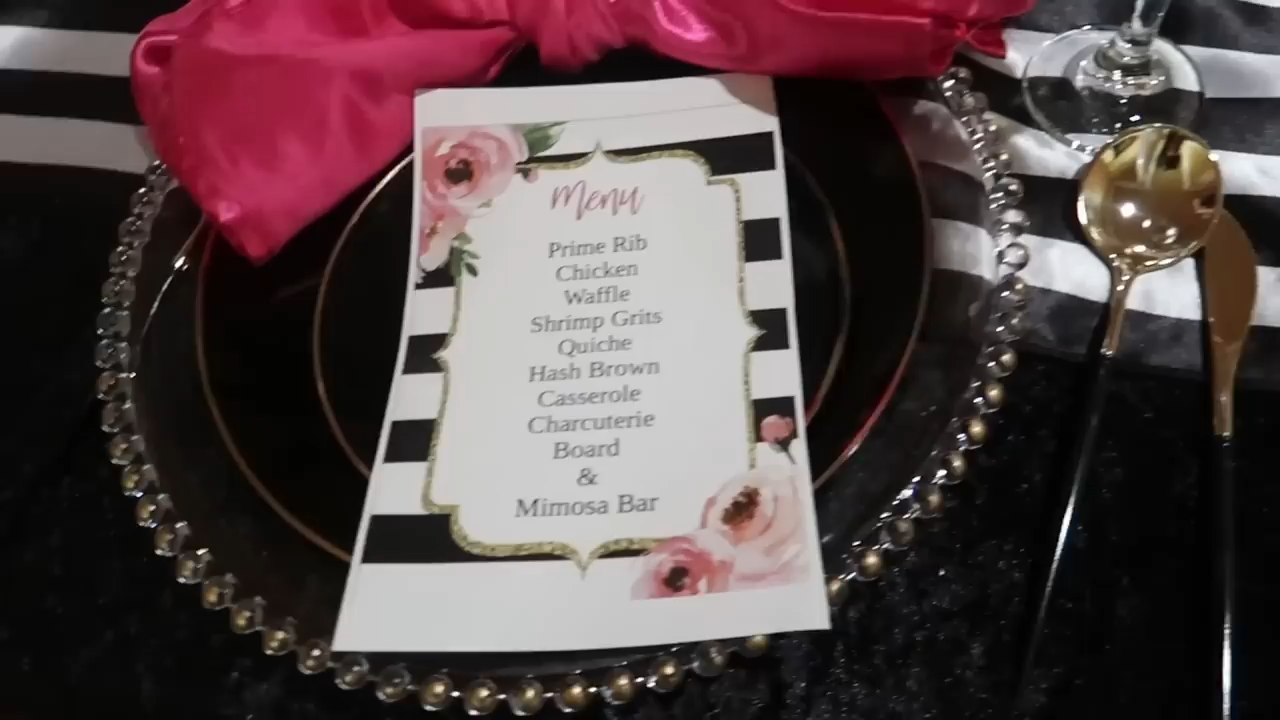 Menu
Prime Rib
Chicken
Waffle
Shrimp Grits
Quiche
Hash Brown
Casserole
Charcuterie
Board
&
Mimosa Bar